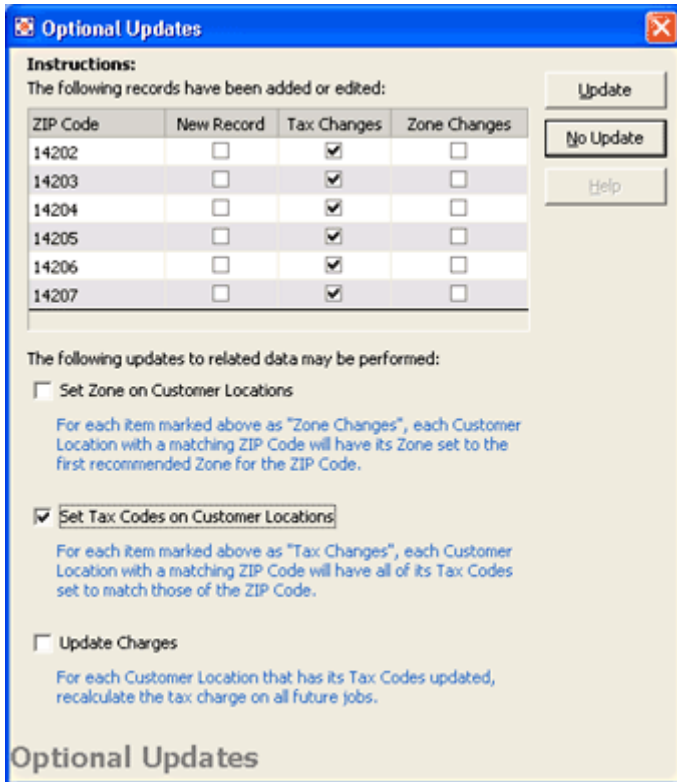 Optional Updates
Instructions:
The following records have been added or edited:
Update
ZIP Code New Record Tax Changes Zone Changes
No Update
14202
14203
Help
14204
14205
14206
14207
The following updates to related data may be performed:
Set Zone on Customer Locations
For each item marked above as "Zone Changes", each Customer
Location with a matching ZIP Code will have its Zone set to the
first recommended Zone for the ZIP Code.
Set Tax Codes on Customer Locations
For each item marked above as "Tax Changes", each Customer
Location with a matching ZIP Code will have all of its Tax Codes
set to match those of the ZIP Code.
Update Charges
For each Customer Location that has its Tax Codes updated,
recalculate the tax charge on all future jobs.
Optional Updates